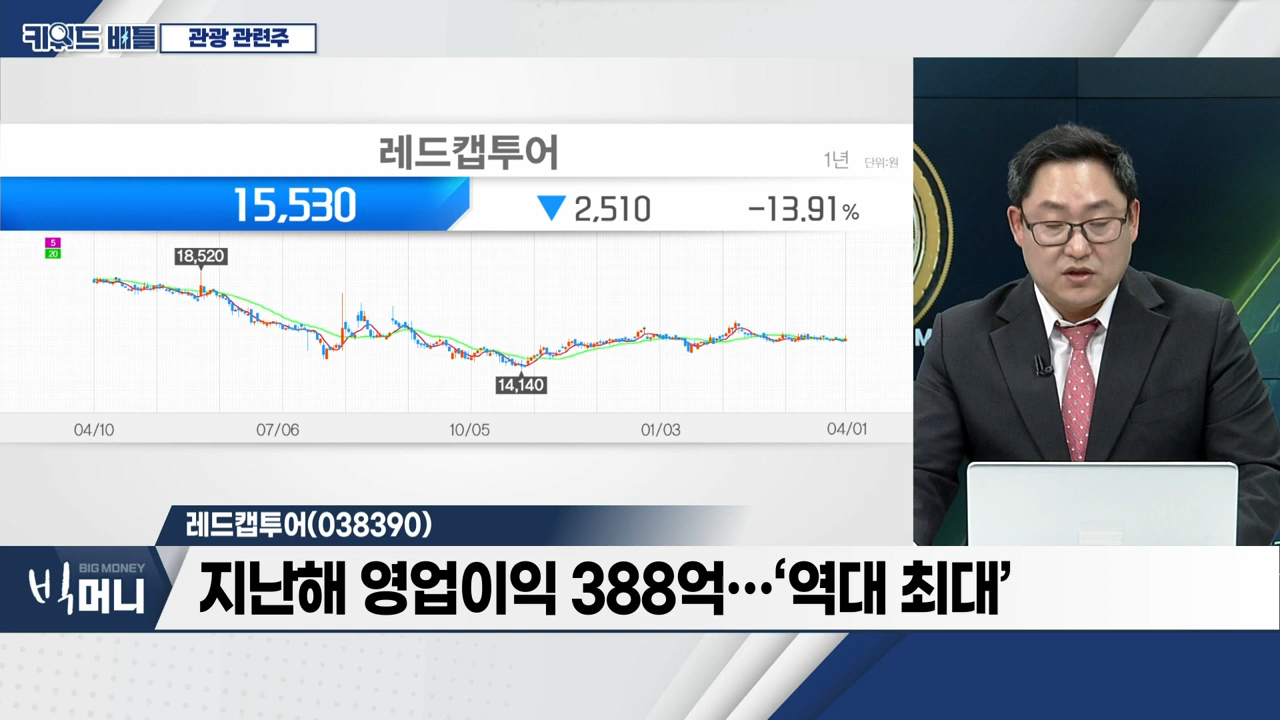 키워드 배틀
관광 관련주
레드캡투어
1년 단위:원
15,530 ▼2,510 -13.91%
5
20
18,520
14,140
04/10 07/06 10/05 01/03 04/01
M
레드캡투어(038390)
BIG MONEY
빅머니
지난해 영업이익 388억…‘역대 최대’